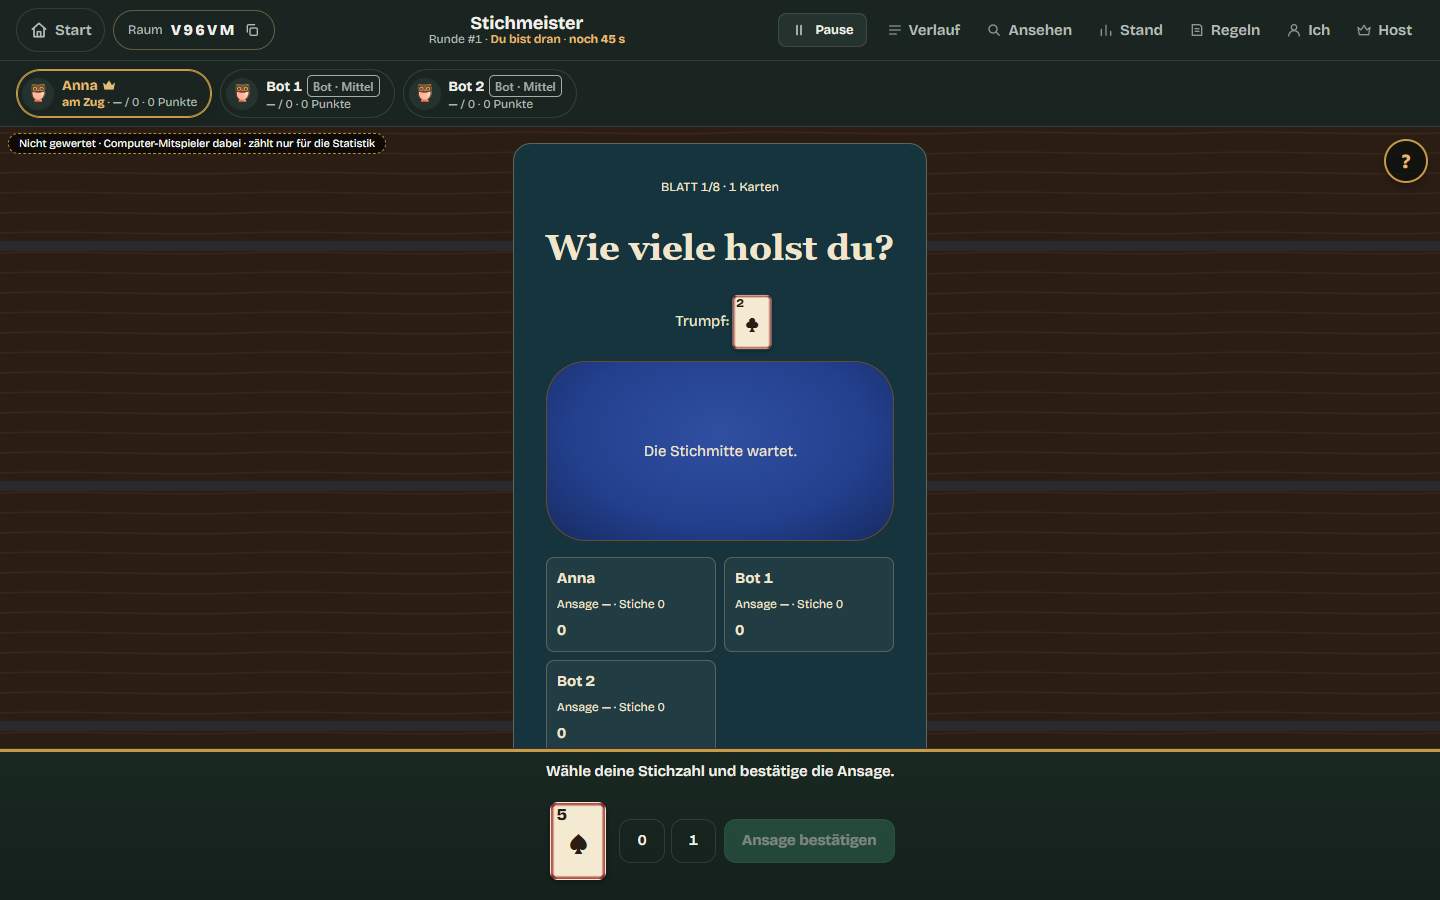 Start
Raum V96VM
Stichmeister
Runde #1 · Du bist dran · noch 45 s
Pause
Verlauf
Ansehen
Stand
Regeln
Ich
Host
Anna
am Zug · – / 0 · 0 Punkte
Bot 1 Bot · Mittel
– / 0 · 0 Punkte
Bot 2 Bot · Mittel
– / 0 · 0 Punkte
Nicht gewertet · Computer-Mitspieler dabei · zählt nur für die Statistik
?
BLATT 1/8 · 1 Karten
Wie viele holst du?
Trumpf: 2
Die Stichmitte wartet.
Anna
Ansage – · Stiche 0
0
Bot 1
Ansage – · Stiche 0
0
Bot 2
Ansage – · Stiche 0
0
Wähle deine Stichzahl und bestätige die Ansage.
5
0
1
Ansage bestätigen